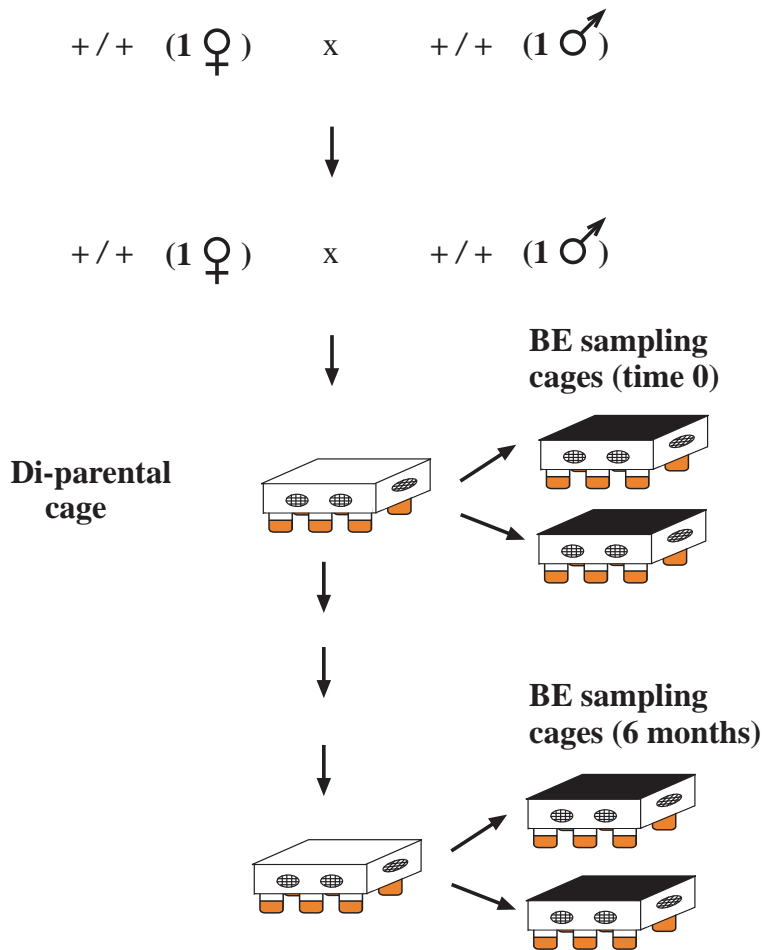 +/+ (1 ♀) x +/+ (1 ♂)
+/+ (1 ♀) x +/+ (1 ♂)
BE sampling
cages (time 0)
Di-parental
cage
BE sampling
cages (6 months)